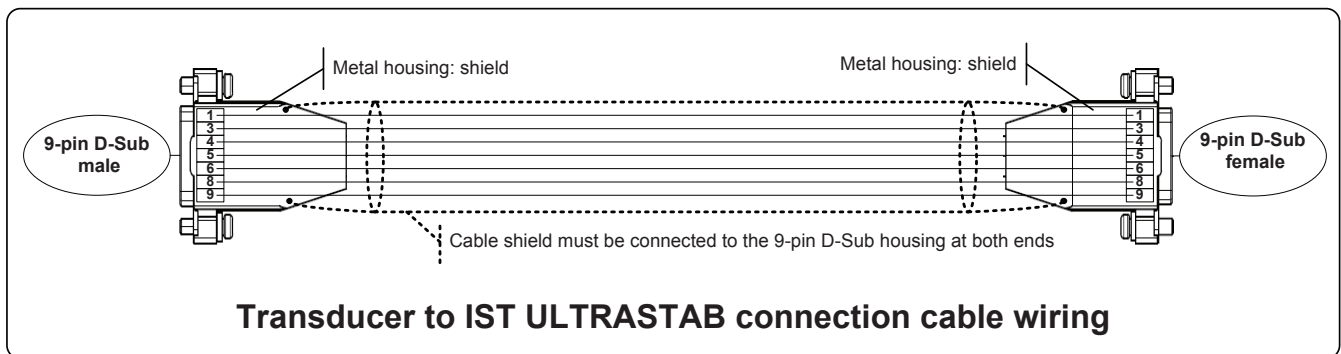 Metal housing: shield
Metal housing: shield
9-pin D-Sub
male
1
3
4
5
6
8
9
1
3
4
5
6
8
9
9-pin D-Sub
female
Cable shield must be connected to the 9-pin D-Sub housing at both ends
Transducer to IST ULTRASTAB connection cable wiring